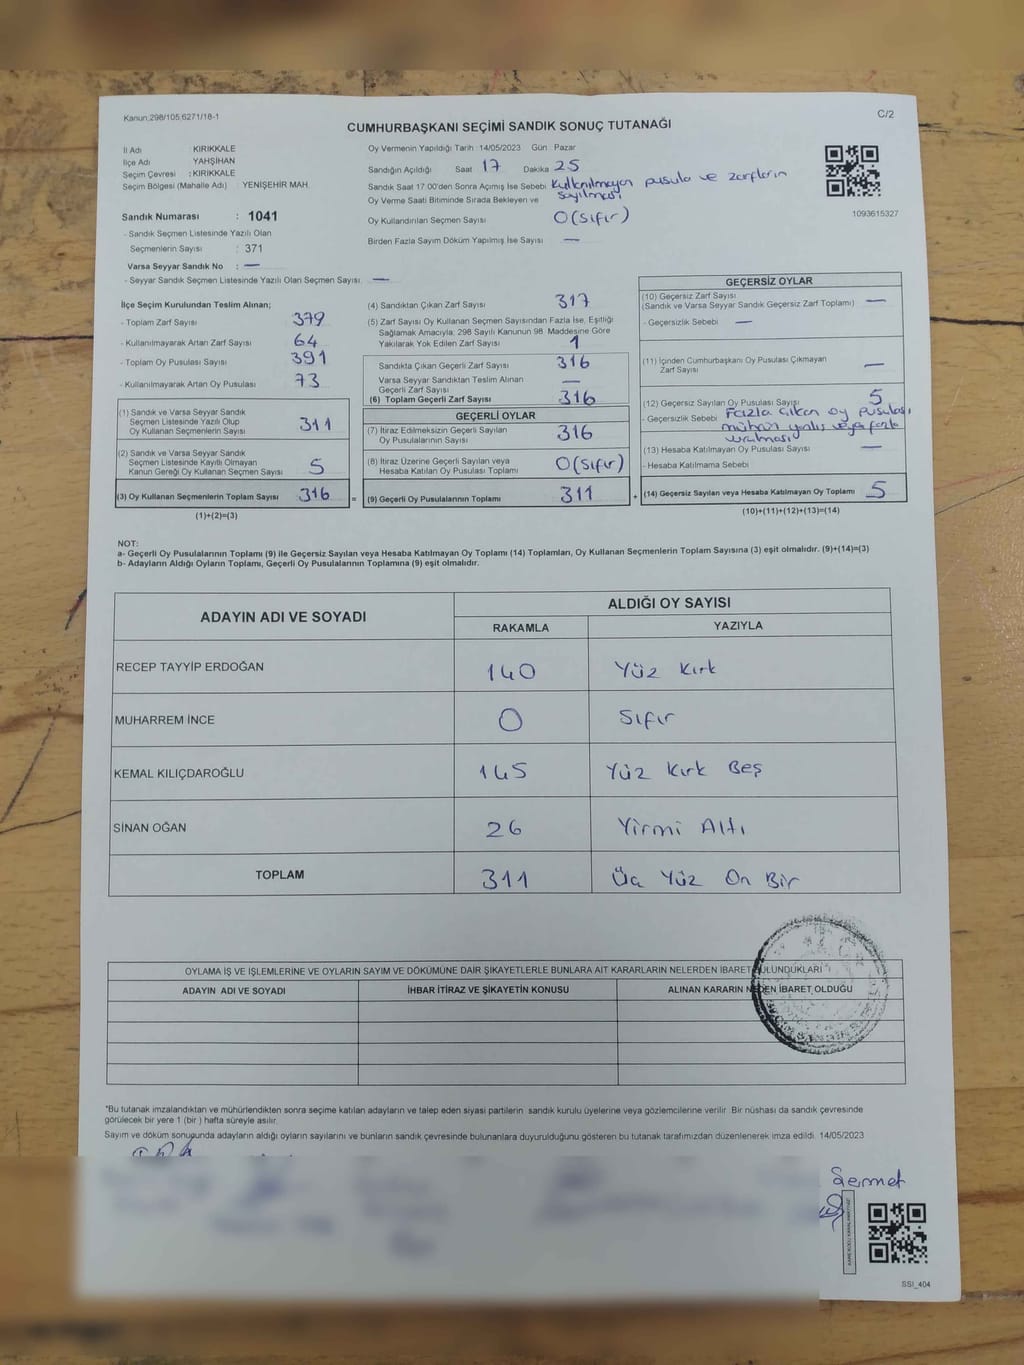 Kanun:298/105,6271/18-1
C/2
CUMHURBAŞKANI SEÇİMİ SANDIK SONUÇ TUTANAĞI
İl Adı KIRIKKALE
İlçe Adı YAHŞİHAN
Seçim Çevresi : KIRIKKALE
Seçim Bölgesi (Mahalle Adı) YENİŞEHİR MAH.
Oy Vermenin Yapıldığı Tarih : 14/05/2023 Gün Pazar
Sandığın Açıldığı Saat 17 Dakika 25
Sandık Saat 17:00'den Sonra Açılmış İse Sebebi kullanılmayan pusula ve zarfların sayılması
Oy Verme Saati Bitiminde Sırada Bekleyen ve
Oy Kullandırılan Seçmen Sayısı 0 (Sıfır)
Birden Fazla Sayım Döküm Yapılmış İse Sayısı —
1093615327
Sandık Numarası : 1041
- Sandık Seçmen Listesinde Yazılı Olan
Seçmenlerin Sayısı : 371
Varsa Seyyar Sandık No : —
- Seyyar Sandık Seçmen Listesinde Yazılı Olan Seçmen Sayısı: —
İlçe Seçim Kurulundan Teslim Alınan;
- Toplam Zarf Sayısı 379
- Kullanılmayarak Artan Zarf Sayısı 64
- Toplam Oy Pusulası Sayısı 391
- Kullanılmayarak Artan Oy Pusulası 73
(1) Sandık ve Varsa Seyyar Sandık
Seçmen Listesinde Yazılı Olup
Oy Kullanan Seçmenlerin Sayısı 311
(2) Sandık ve Varsa Seyyar Sandık
Seçmen Listesinde Kayıtlı Olmayan
Kanun Gereği Oy Kullanan Seçmen Sayısı 5
(3) Oy Kullanan Seçmenlerin Toplam Sayısı 316
(1)+(2)=(3)
(4) Sandıktan Çıkan Zarf Sayısı 317
(5) Zarf Sayısı Oy Kullanan Seçmen Sayısından Fazla İse, Eşitliği
Sağlamak Amacıyla, 298 Sayılı Kanunun 98. Maddesine Göre
Yakılarak Yok Edilen Zarf Sayısı 1
Sandıkta Çıkan Geçerli Zarf Sayısı 316
Varsa Seyyar Sandıktan Teslim Alınan
Geçerli Zarf Sayısı —
(6) Toplam Geçerli Zarf Sayısı 316
GEÇERLİ OYLAR
(7) İtiraz Edilmeksizin Geçerli Sayılan
Oy Pusulalarının Sayısı 316
(8) İtiraz Üzerine Geçerli Sayılan veya
Hesaba Katılan Oy Pusulası Toplamı 0 (Sıfır)
= (9) Geçerli Oy Pusulalarının Toplamı 311
GEÇERSİZ OYLAR
(10) Geçersiz Zarf Sayısı
(Sandık ve Varsa Seyyar Sandık Geçersiz Zarf Toplamı) —
- Geçersizlik Sebebi —
(11) İçinden Cumhurbaşkanı Oy Pusulası Çıkmayan
Zarf Sayısı —
(12) Geçersiz Sayılan Oy Pusulası Sayısı 5
- Geçersizlik Sebebi Fazla çıkan oy pusulası
mühür yanlış veya fazla
vurulması
(13) Hesaba Katılmayan Oy Pusulası Sayısı —
- Hesaba Katılmama Sebebi
+ (14) Geçersiz Sayılan veya Hesaba Katılmayan Oy Toplamı 5
(10)+(11)+(12)+(13)=(14)
NOT:
a- Geçerli Oy Pusulalarının Toplamı (9) ile Geçersiz Sayılan veya Hesaba Katılmayan Oy Toplamı (14) Toplamları, Oy Kullanan Seçmenlerin Toplam Sayısına (3) eşit olmalıdır. (9)+(14)=(3)
b- Adayların Aldığı Oyların Toplamı, Geçerli Oy Pusulalarının Toplamına (9) eşit olmalıdır.
ADAYIN ADI VE SOYADI ALDIĞI OY SAYISI
RAKAMLA YAZIYLA
RECEP TAYYİP ERDOĞAN 140 Yüz Kırk
MUHARREM İNCE 0 Sıfır
KEMAL KILIÇDAROĞLU 145 Yüz Kırk Beş
SİNAN OĞAN 26 Yirmi Altı
TOPLAM 311 Üç Yüz On Bir
OYLAMA İŞ VE İŞLEMLERİNE VE OYLARIN SAYIM VE DÖKÜMÜNE DAİR ŞİKAYETLERLE BUNLARA AİT KARARLARIN NELERDEN İBARET BULUNDUKLARI
ADAYIN ADI VE SOYADI İHBAR İTİRAZ VE ŞİKAYETİN KONUSU ALINAN KARARIN NEDEN İBARET OLDUĞU
*Bu tutanak imzalandıktan ve mühürlendikten sonra seçime katılan adayların ve talep eden siyasi partilerin sandık kurulu üyelerine veya gözlemcilerine verilir. Bir nüshası da sandık çevresinde
görülecek bir yere 1 (bir) hafta süreyle asılır.
Sayım ve döküm sonucunda adayların aldığı oyların sayılarını ve bunların sandık çevresinde bulunanlara duyurulduğunu gösteren bu tutanak tarafımızdan düzenlenerek imza edildi. 14/05/2023
SSI_404